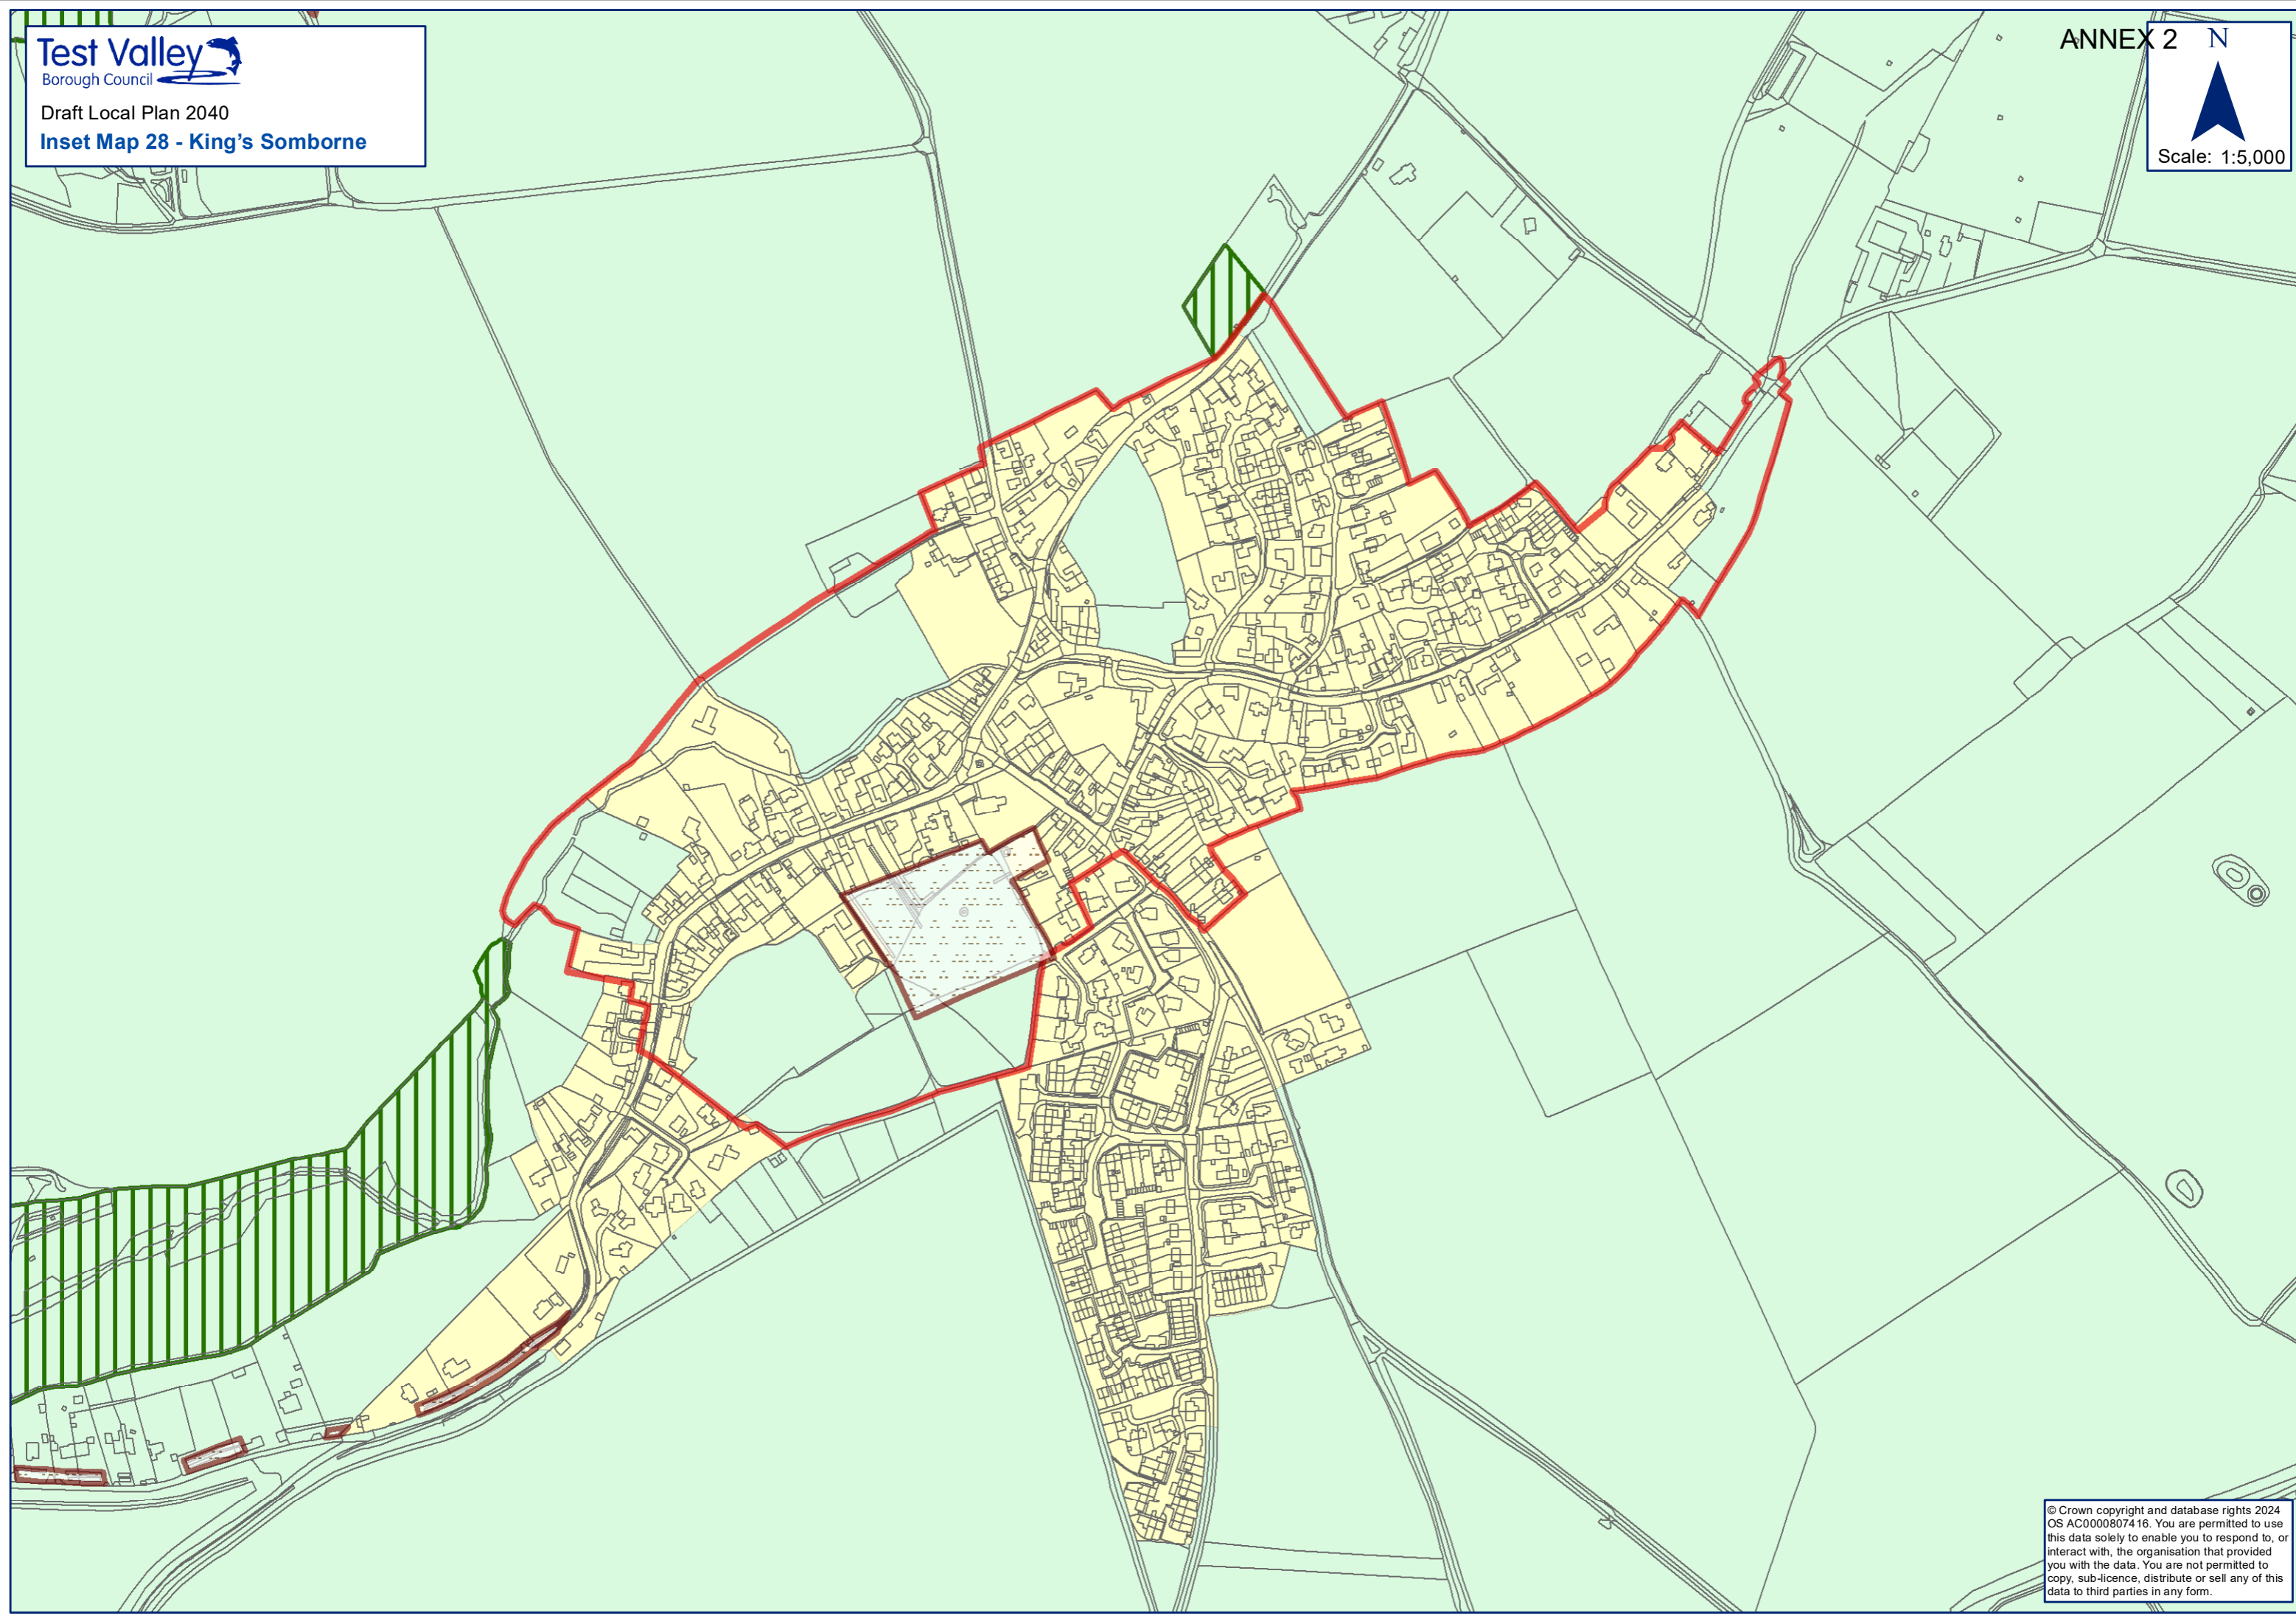 Test Valley
Borough Council
Draft Local Plan 2040
Inset Map 28 - King's Somborne
ANNEX 2
N
Scale: 1:5,000
© Crown copyright and database rights 2024
OS AC0000807416. You are permitted to use
this data solely to enable you to respond to, or
interact with, the organisation that provided
you with the data. You are not permitted to
copy, sub-licence, distribute or sell any of this
data to third parties in any form.